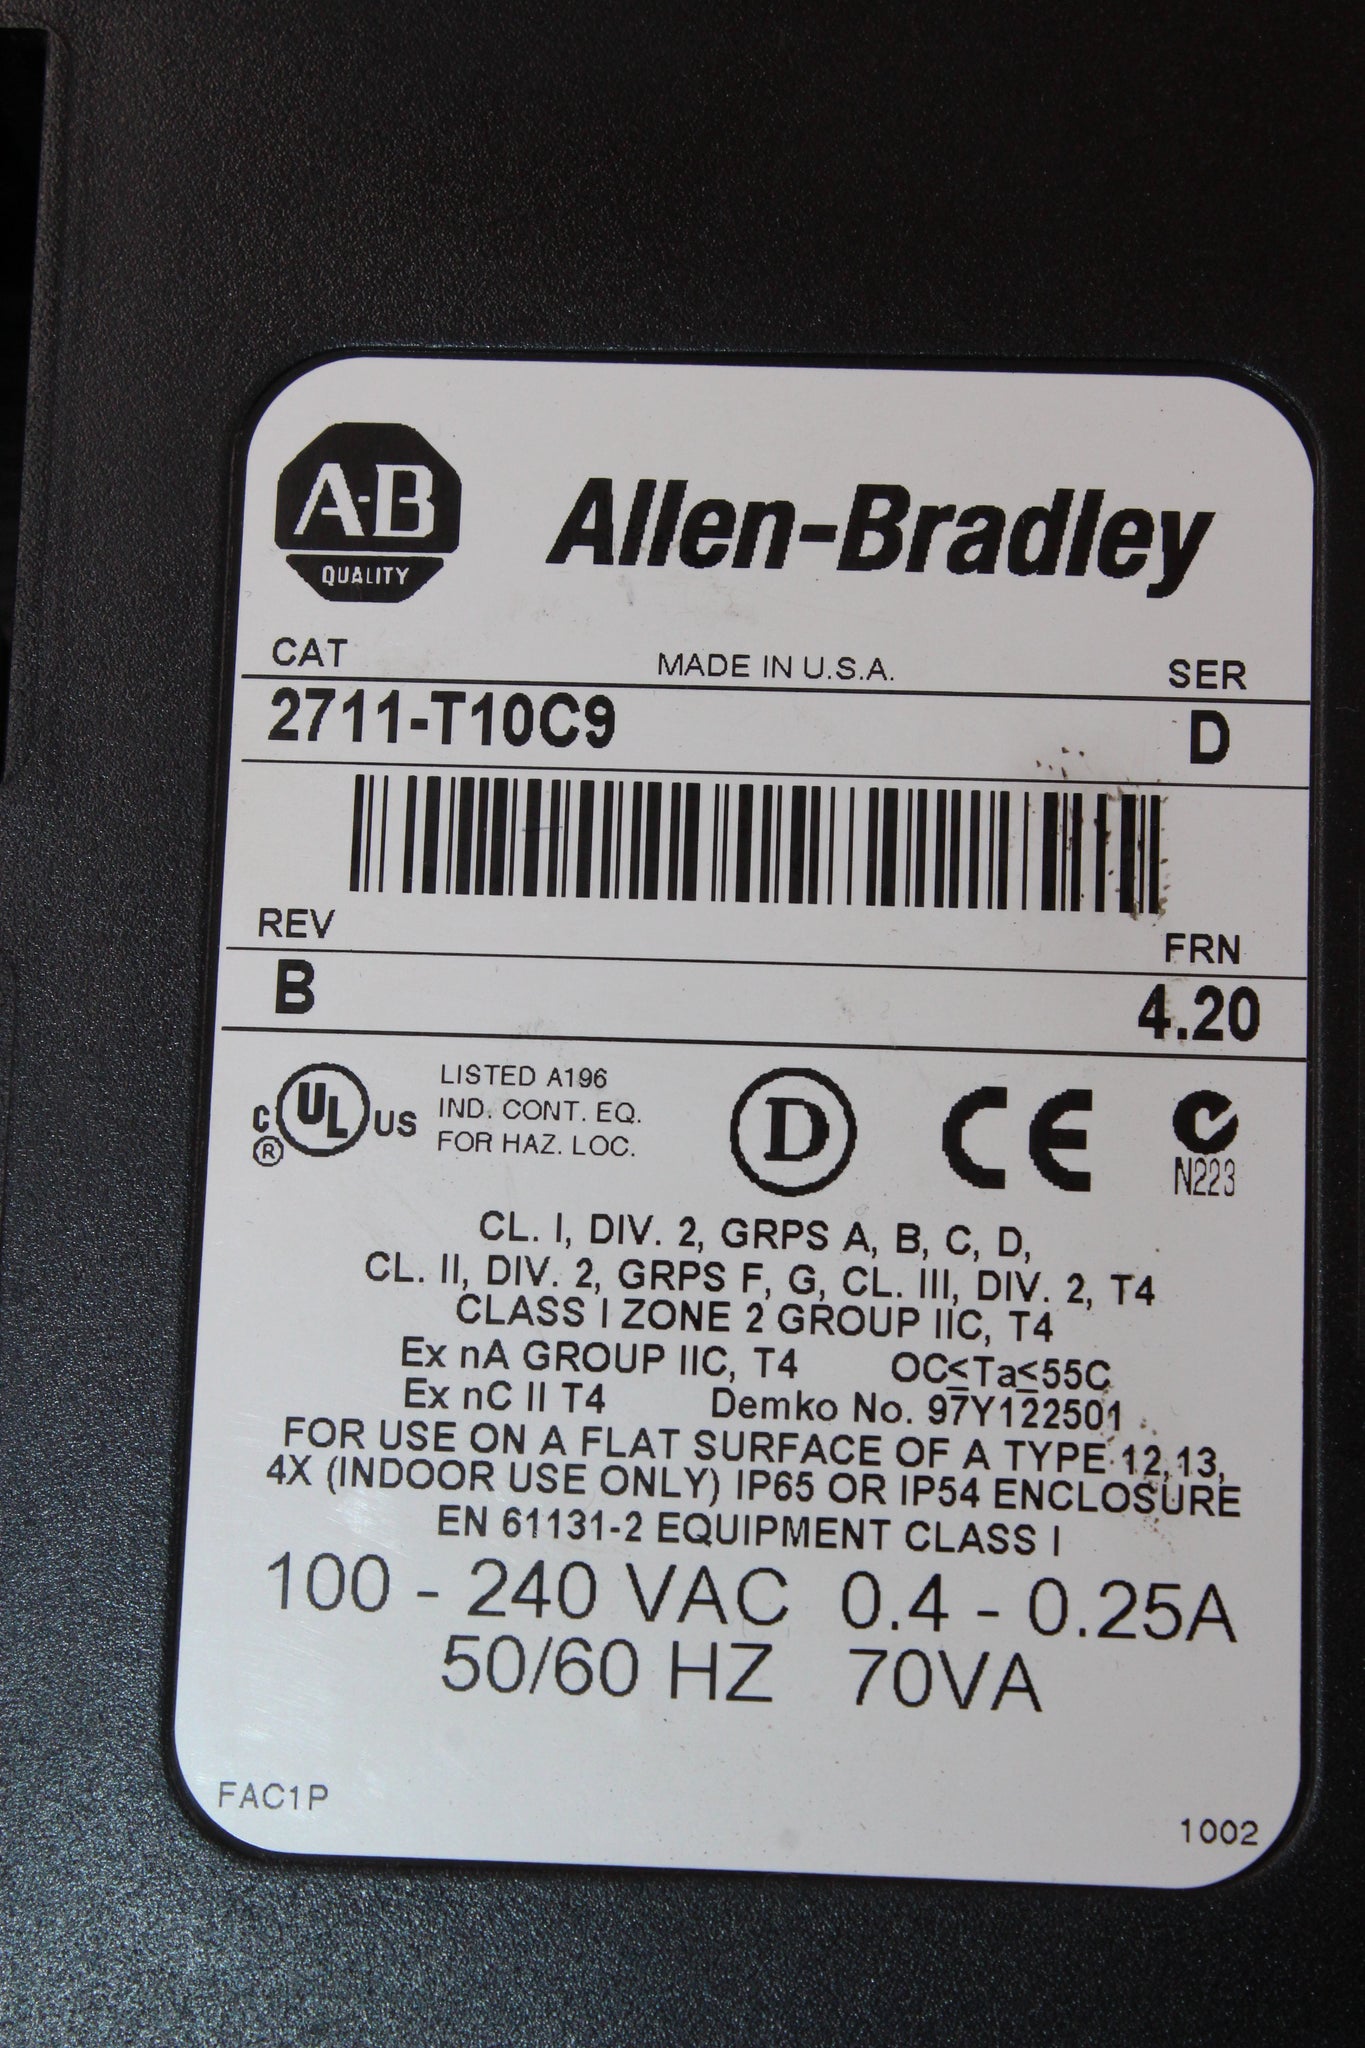 A-B
QUALITY
Allen-Bradley
CAT MADE IN U.S.A. SER
2711-T10C9 D
REV FRN
B 4.20
C UL US ®
LISTED A196
IND. CONT. EQ.
FOR HAZ. LOC.
D
CE
N223
CL. I, DIV. 2, GRPS A, B, C, D,
CL. II, DIV. 2, GRPS F, G, CL. III, DIV. 2, T4
CLASS I ZONE 2 GROUP IIC, T4
Ex nA GROUP IIC, T4 OC≤Ta≤55C
Ex nC II T4 Demko No. 97Y122501
FOR USE ON A FLAT SURFACE OF A TYPE 12,13,
4X (INDOOR USE ONLY) IP65 OR IP54 ENCLOSURE
EN 61131-2 EQUIPMENT CLASS I
100 - 240 VAC 0.4 - 0.25A
50/60 HZ 70VA
FAC1P 1002